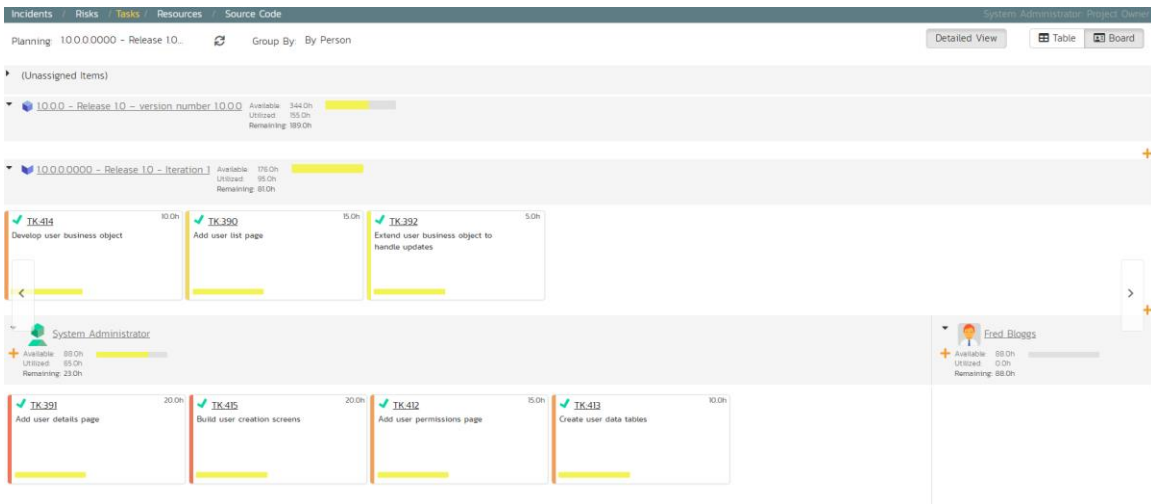 Incidents / Risks / Tasks / Resources / Source Code
System Administrator: Project Owner
Planning: 1.0.0.0.0000 - Release 1.0...
Group By: By Person
Detailed View
Table
Board
(Unassigned Items)
1.0.0.0 - Release 1.0 - version number 1.0.0.0
Available: 344.0h
Utilized: 155.0h
Remaining: 189.0h
1.0.0.0.0000 - Release 1.0 - Iteration 1
Available: 176.0h
Utilized: 95.0h
Remaining: 81.0h
TK:414
10.0h
Develop user business object
TK:390
15.0h
Add user list page
TK:392
5.0h
Extend user business object to
handle updates
System Administrator
Available: 88.0h
Utilized: 65.0h
Remaining: 23.0h
Fred Bloggs
Available: 88.0h
Utilized: 0.0h
Remaining: 88.0h
TK:391
20.0h
Add user details page
TK:415
20.0h
Build user creation screens
TK:412
15.0h
Add user permissions page
TK:413
10.0h
Create user data tables